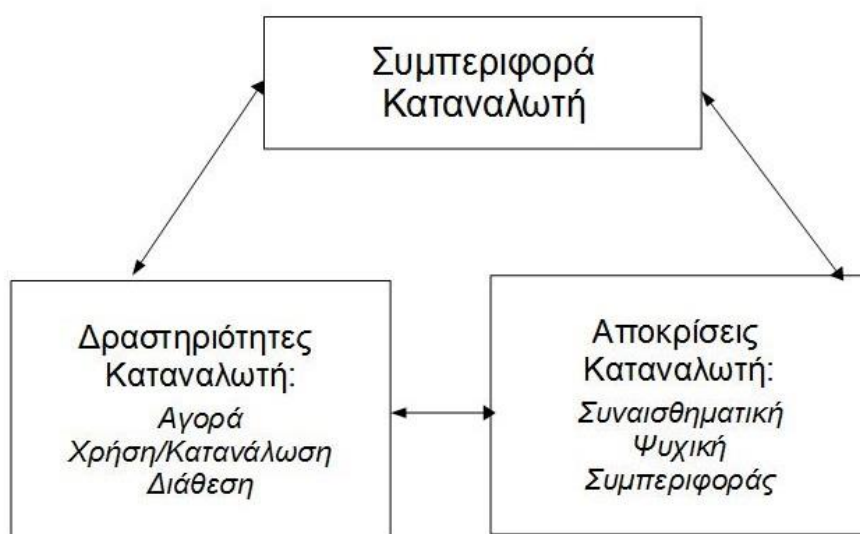 Συμπεριφορά
Καταναλωτή
Δραστηριότητες
Καταναλωτή:
Αγορά
Χρήση/Κατανάλωση
Διάθεση
Αποκρίσεις
Καταναλωτή:
Συναισθηματική
Ψυχική
Συμπεριφοράς